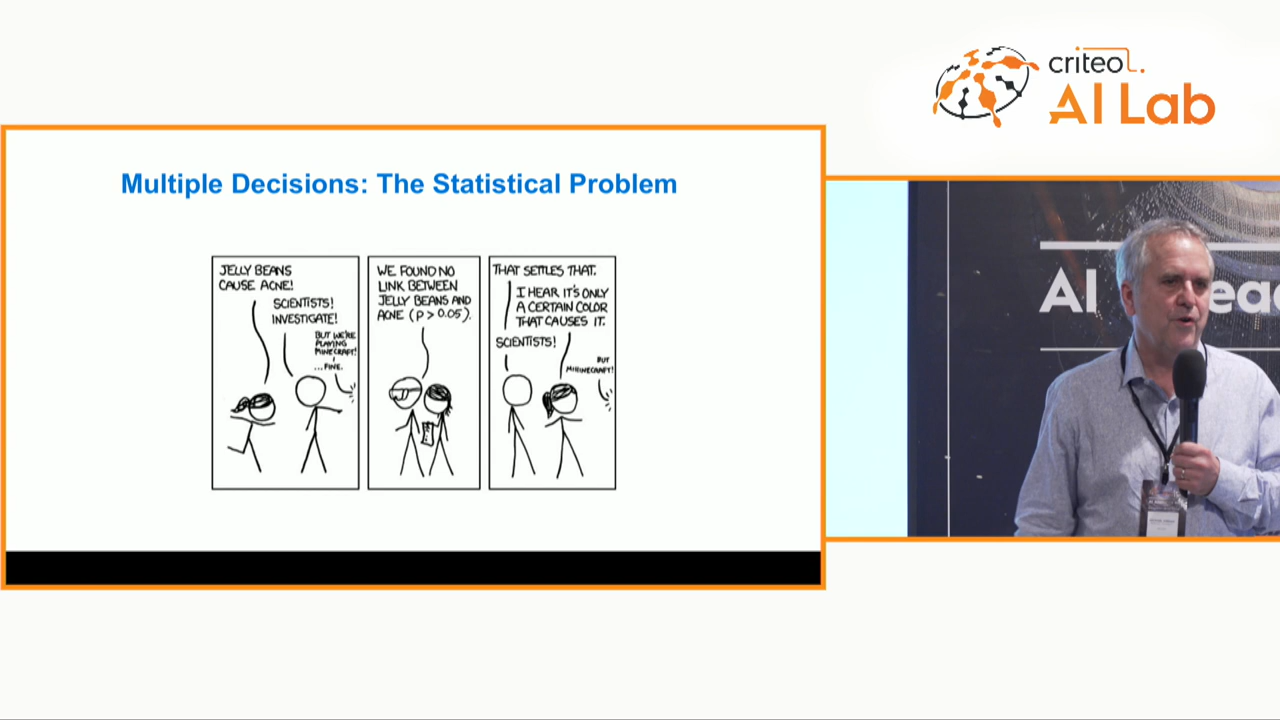 criteo
AI Lab
Multiple Decisions: The Statistical Problem
JELLY BEANS
CAUSE ACNE!
SCIENTISTS!
INVESTIGATE!
BUT WE'RE
PLAYING
MINECRAFT!
...FINE.
WE FOUND NO
LINK BETWEEN
JELLY BEANS AND
ACNE (P > 0.05).
THAT SETTLES THAT.
I HEAR IT'S ONLY
A CERTAIN COLOR
THAT CAUSES IT.
SCIENTISTS!
BUT
MIIINECRAFT!
AI